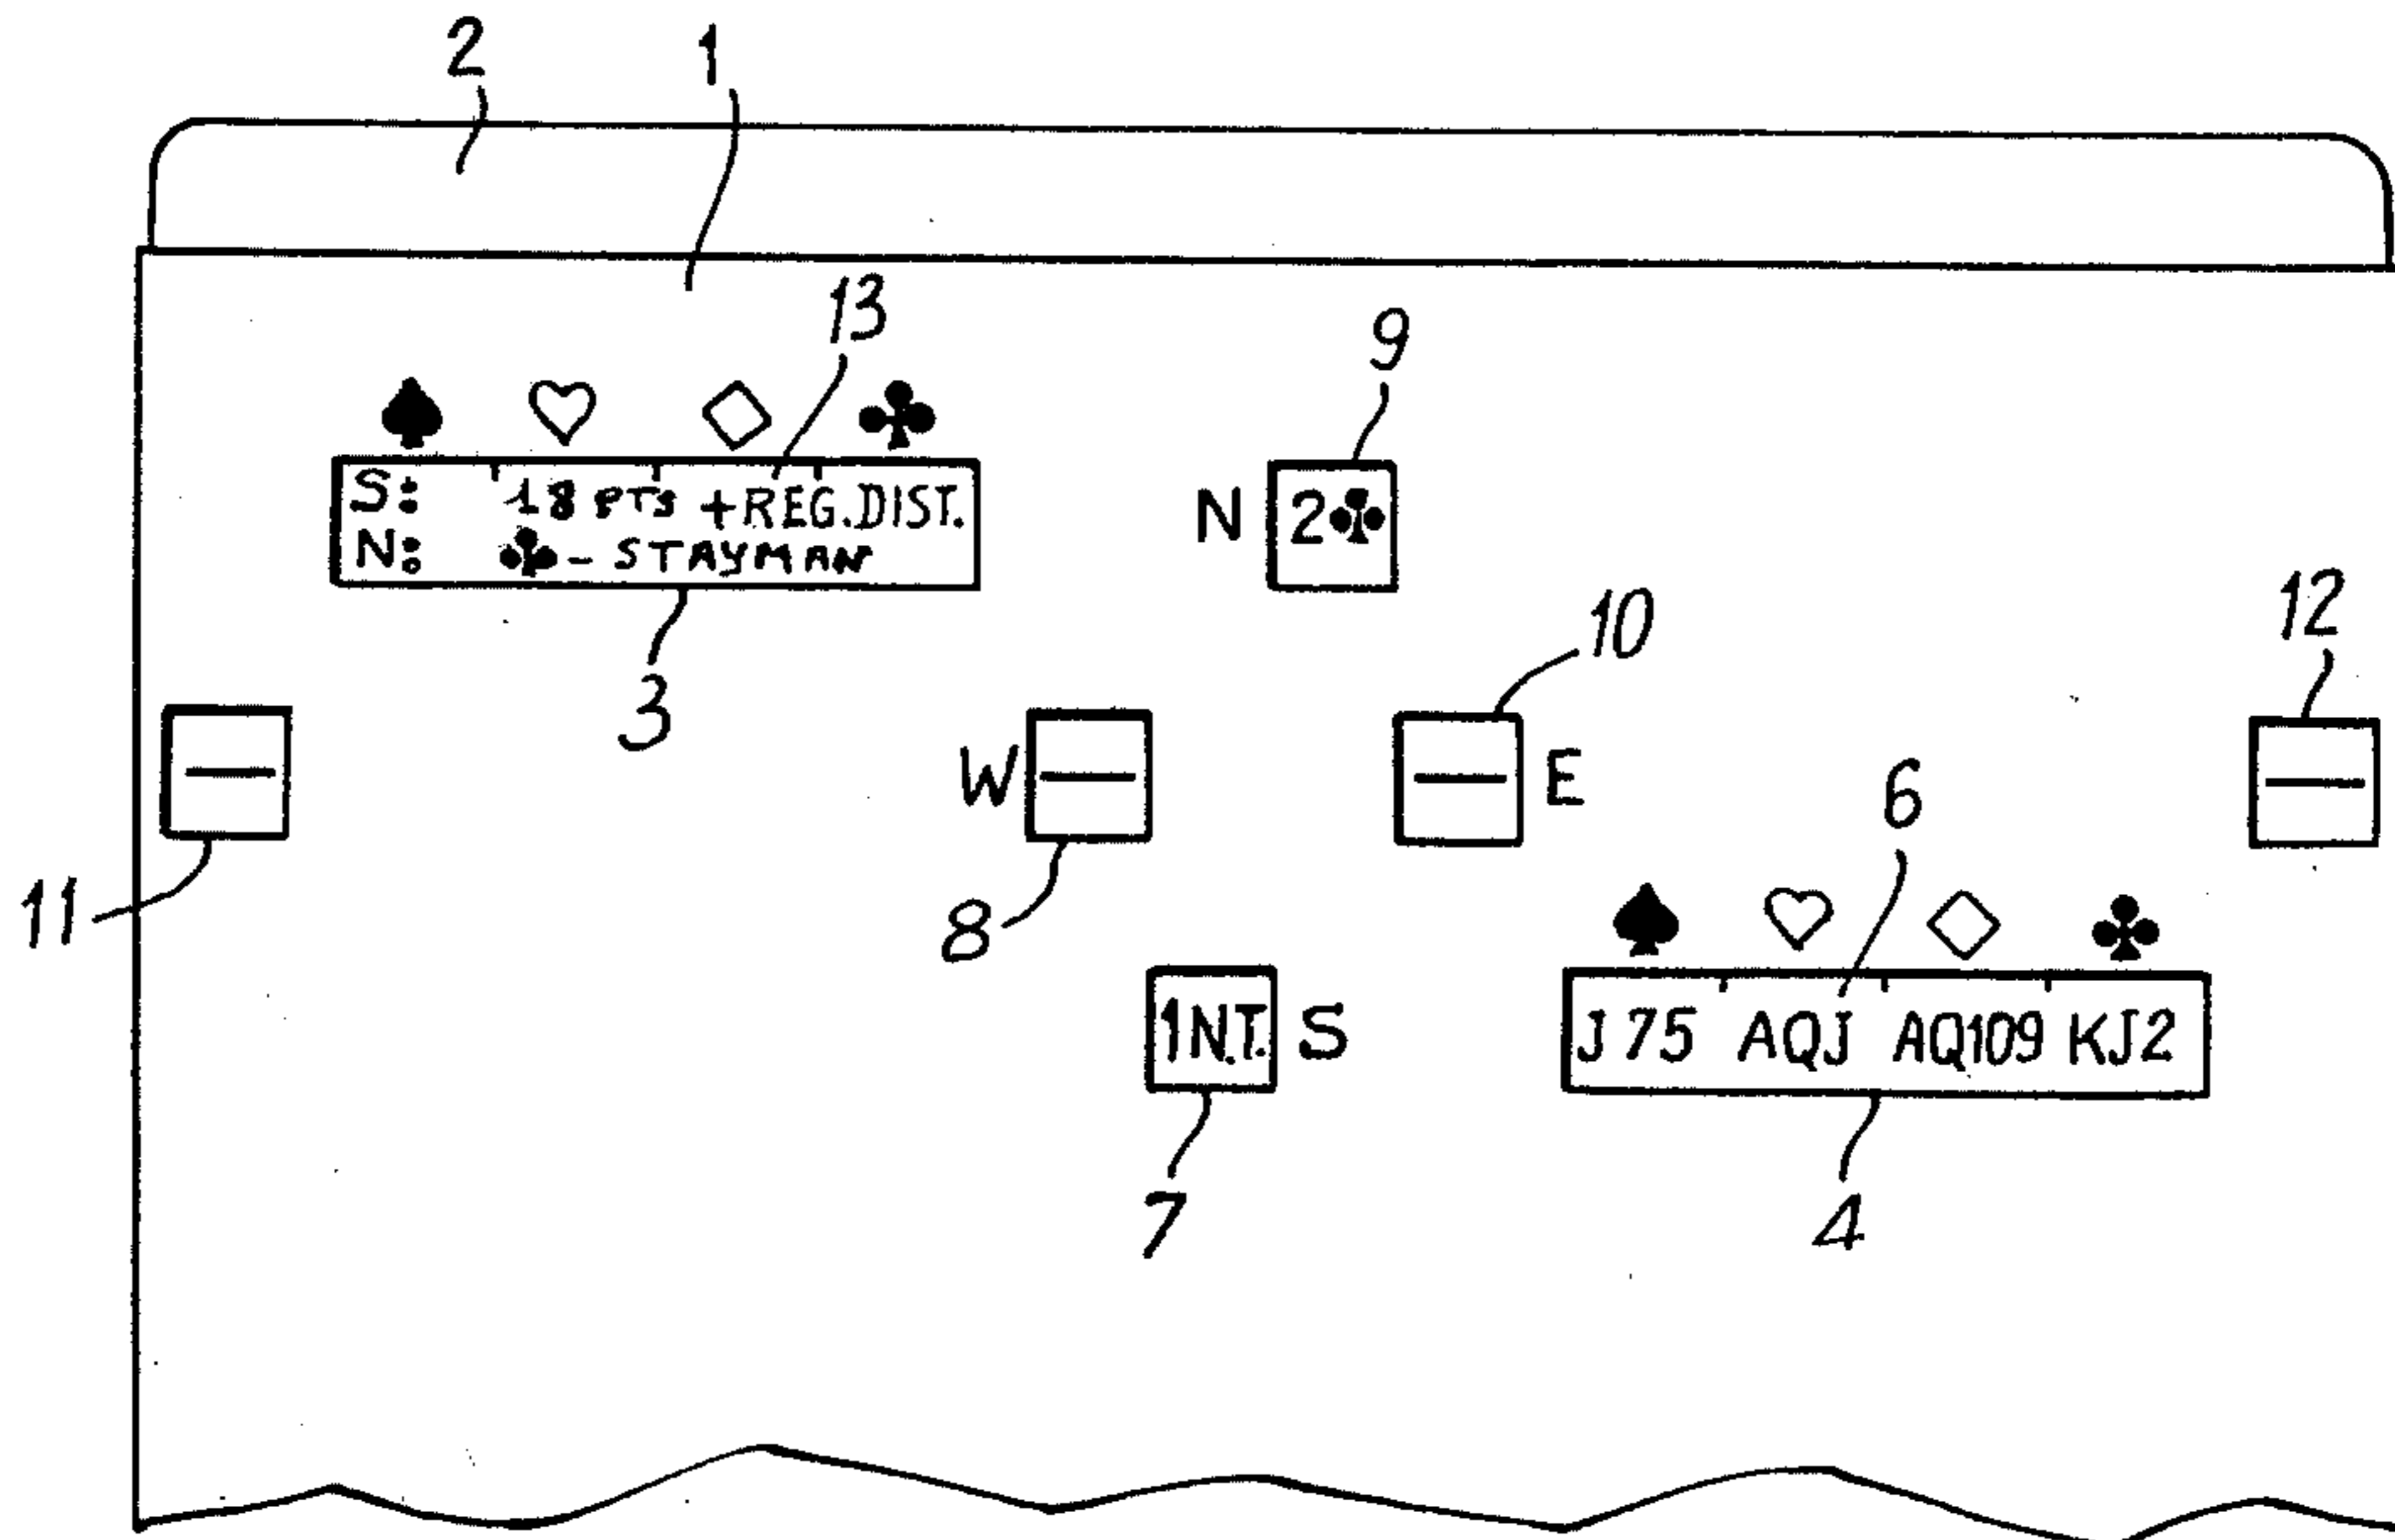 2 1
13 9
♠ ♡ ◇ ♣
S: 18 PTS +REG.DIST.
N: ♣ - STAYMAN
N 2♣
10 12
3
W E
6
11 8
♠ ♡ ◇ ♣
1N.T. S J75 AQJ AQ109 KJ2
7 4